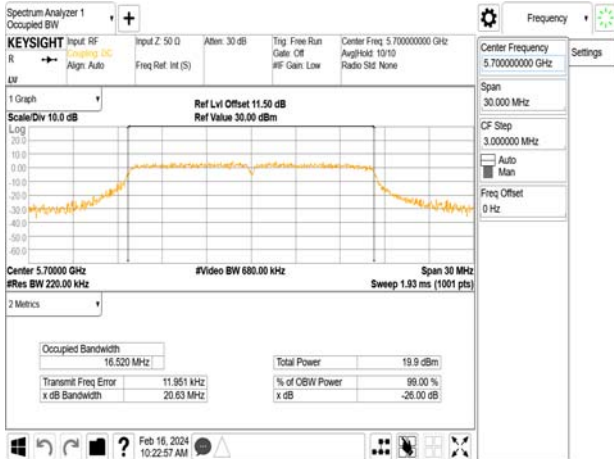 Spectrum Analyzer 1
Occupied BW
KEYSIGHT
R
Input: RF
Coupling: DC
Align: Auto
Input Z: 50 Ω
Freq Ref: Int (S)
Atten: 30 dB
Trig: Free Run
Gate: Off
#IF Gain: Low
Center Freq: 5.700000000 GHz
Avg|Hold: 10/10
Radio Std: None
1 Graph
Scale/Div 10.0 dB
Ref Lvl Offset 11.50 dB
Ref Value 30.00 dBm
Log
20.0
10.0
0.00
-10.0
-20.0
-30.0
-40.0
-50.0
-60.0
Center 5.70000 GHz
#Res BW 220.00 kHz
#Video BW 680.00 kHz
Span 30 MHz
Sweep 1.93 ms (1001 pts)
2 Metrics
Occupied Bandwidth
16.520 MHz
Transmit Freq Error 11.951 kHz
x dB Bandwidth 20.63 MHz
Total Power 19.9 dBm
% of OBW Power 99.00 %
x dB -26.00 dB
Feb 16, 2024
10:22:57 AM
Frequency
Center Frequency
5.700000000 GHz
Span
30.000 MHz
CF Step
3.000000 MHz
Auto
Man
Freq Offset
0 Hz
Settings